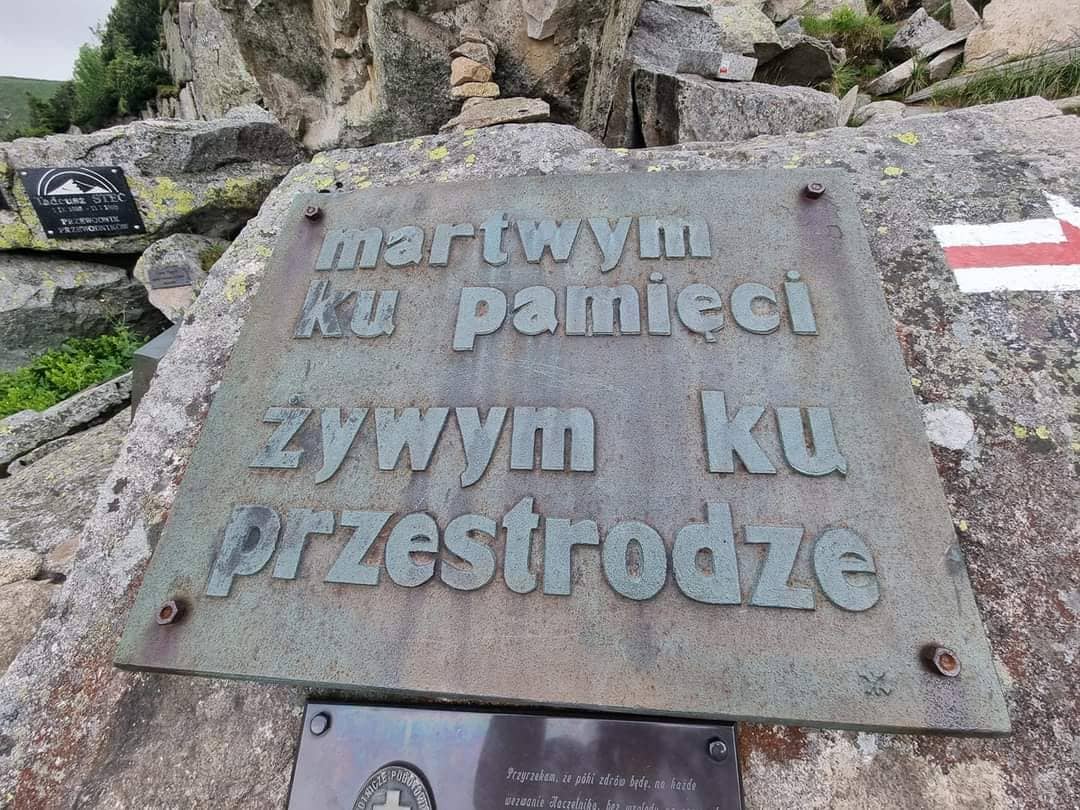 martwym
ku pamięci
żywym ku
przestrodze
Tadeusz STEC
PRZEWODNIK
PRZEWODNIKÓW
Przyrzekam, że póki zdrów będę, na każde
wezwanie Naczelnika, bez względu